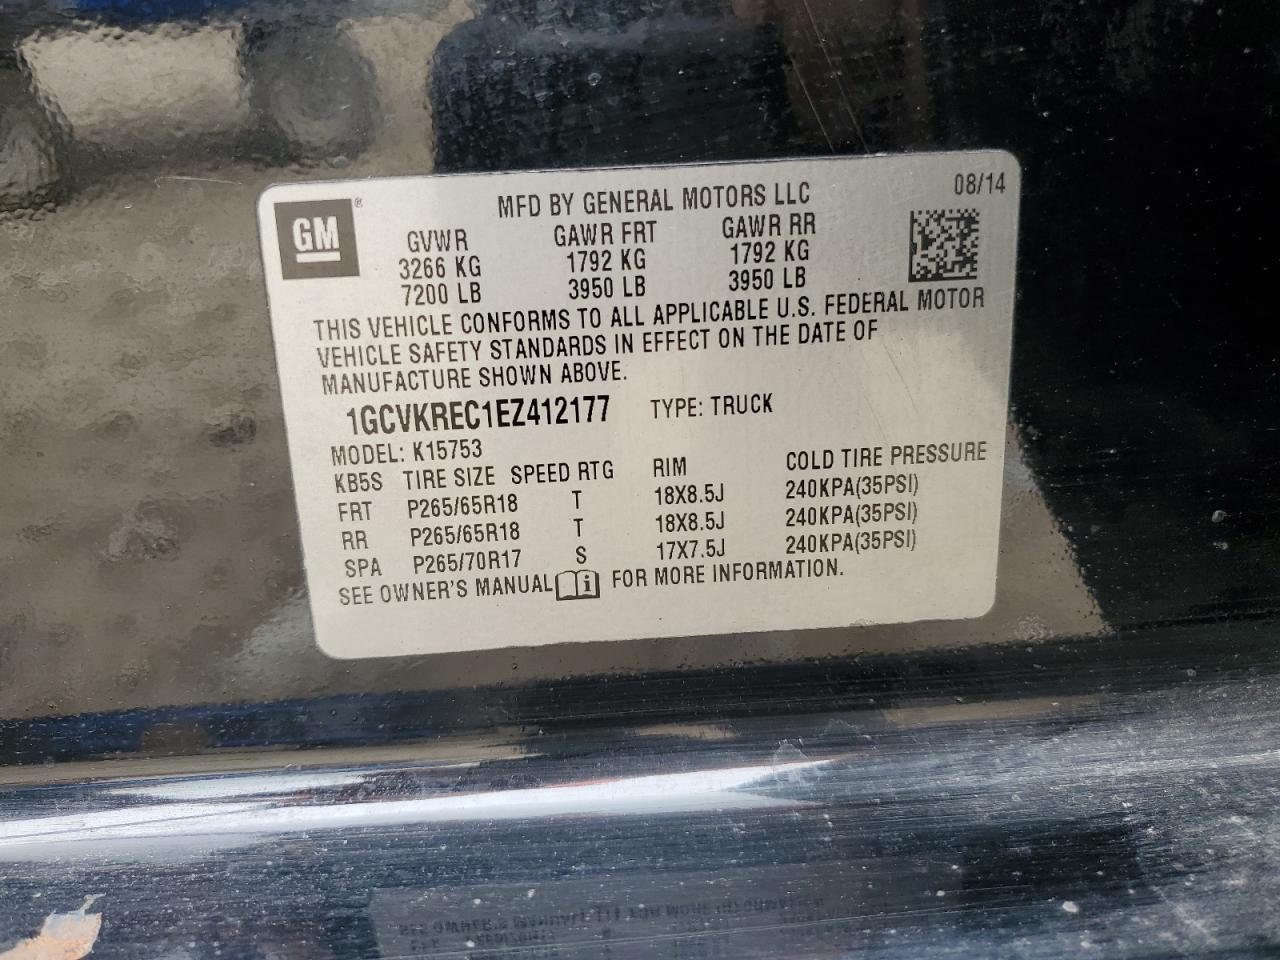 MFD BY GENERAL MOTORS LLC 08/14
GM®
GVWR GAWR FRT GAWR RR
3266 KG 1792 KG 1792 KG
7200 LB 3950 LB 3950 LB
THIS VEHICLE CONFORMS TO ALL APPLICABLE U.S. FEDERAL MOTOR
VEHICLE SAFETY STANDARDS IN EFFECT ON THE DATE OF
MANUFACTURE SHOWN ABOVE.
1GCVKREC1EZ412177 TYPE: TRUCK
MODEL: K15753
KB5S TIRE SIZE SPEED RTG RIM COLD TIRE PRESSURE
FRT P265/65R18 T 18X8.5J 240KPA(35PSI)
RR P265/65R18 T 18X8.5J 240KPA(35PSI)
SPA P265/70R17 S 17X7.5J 240KPA(35PSI)
SEE OWNER'S MANUAL i FOR MORE INFORMATION.